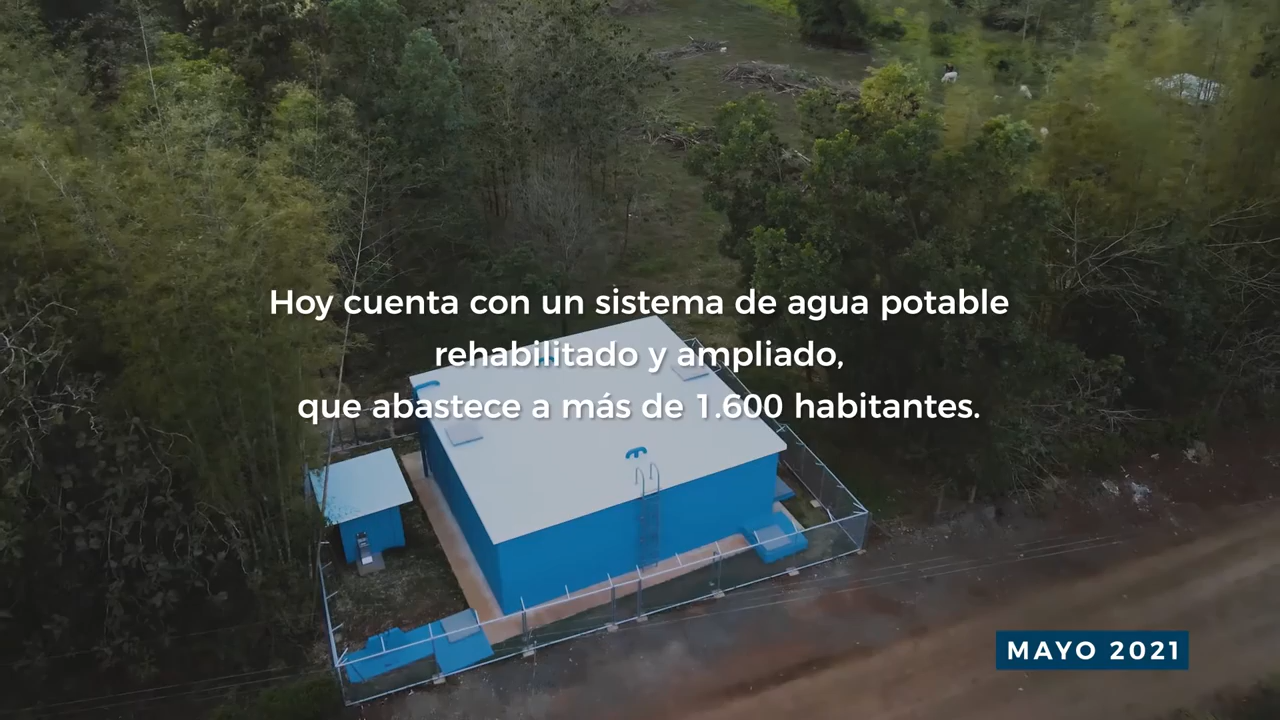 Hoy cuenta con un sistema de agua potable
rehabilitado y ampliado,
que abastece a más de 1.600 habitantes.
MAYO 2021